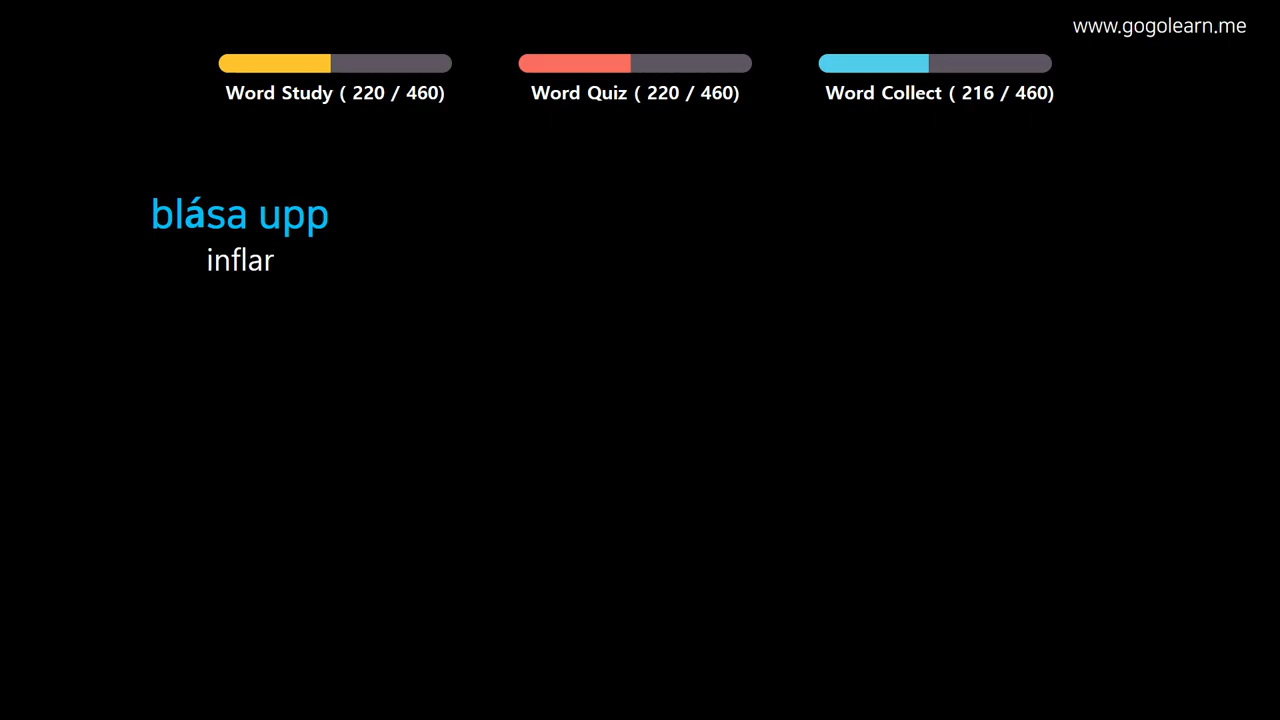 www.gogolearn.me
Word Study ( 220 / 460)
Word Quiz ( 220 / 460)
Word Collect ( 216 / 460)
blása upp
inflar